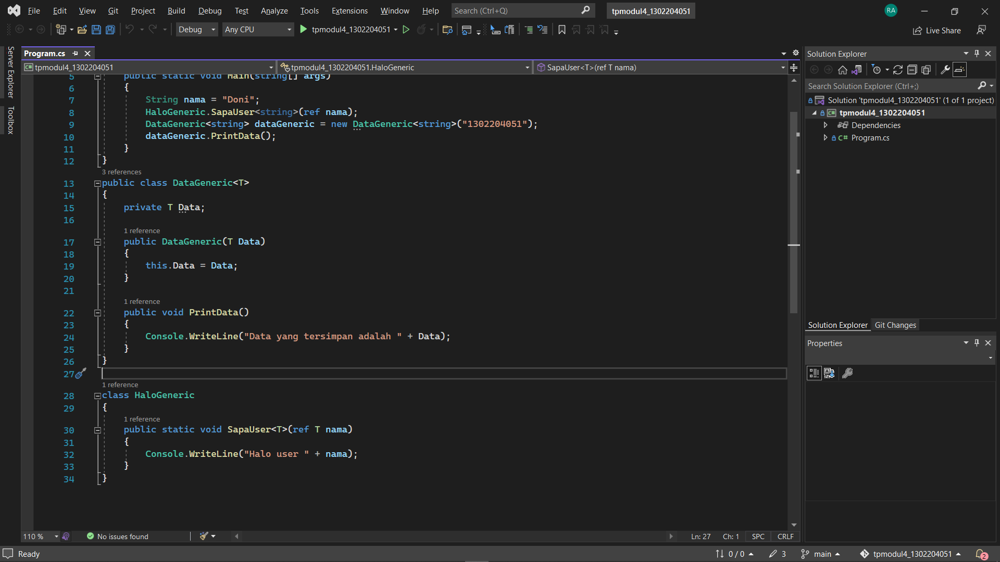 File Edit View Git Project Build Debug Test Analyze Tools Extensions Window Help Search (Ctrl+Q) tpmodul4_1302204051 RA
Debug Any CPU tpmodul4_1302204051 Live Share
Server Explorer
Toolbox
Program.cs
tpmodul4_1302204051 tpmodul4_1302204051.HaloGeneric SapaUser<T>(ref T nama)
5 public static void Main(string[] args)
6 {
7 String nama = "Doni";
8 HaloGeneric.SapaUser<string>(ref nama);
9 DataGeneric<string> dataGeneric = new DataGeneric<string>("1302204051");
10 dataGeneric.PrintData();
11 }
12 }
3 references
13 public class DataGeneric<T>
14 {
15 private T Data;
16
1 reference
17 public DataGeneric(T Data)
18 {
19 this.Data = Data;
20 }
21
1 reference
22 public void PrintData()
23 {
24 Console.WriteLine("Data yang tersimpan adalah " + Data);
25 }
26 }
27
1 reference
28 class HaloGeneric
29 {
1 reference
30 public static void SapaUser<T>(ref T nama)
31 {
32 Console.WriteLine("Halo user " + nama);
33 }
34 }
110 % No issues found Ln: 27 Ch: 1 SPC CRLF
Solution Explorer
Search Solution Explorer (Ctrl+;)
Solution 'tpmodul4_1302204051' (1 of 1 project)
C# tpmodul4_1302204051
Dependencies
C# Program.cs
Solution Explorer Git Changes
Properties
Ready 0 / 0 3 main tpmodul4_1302204051 2